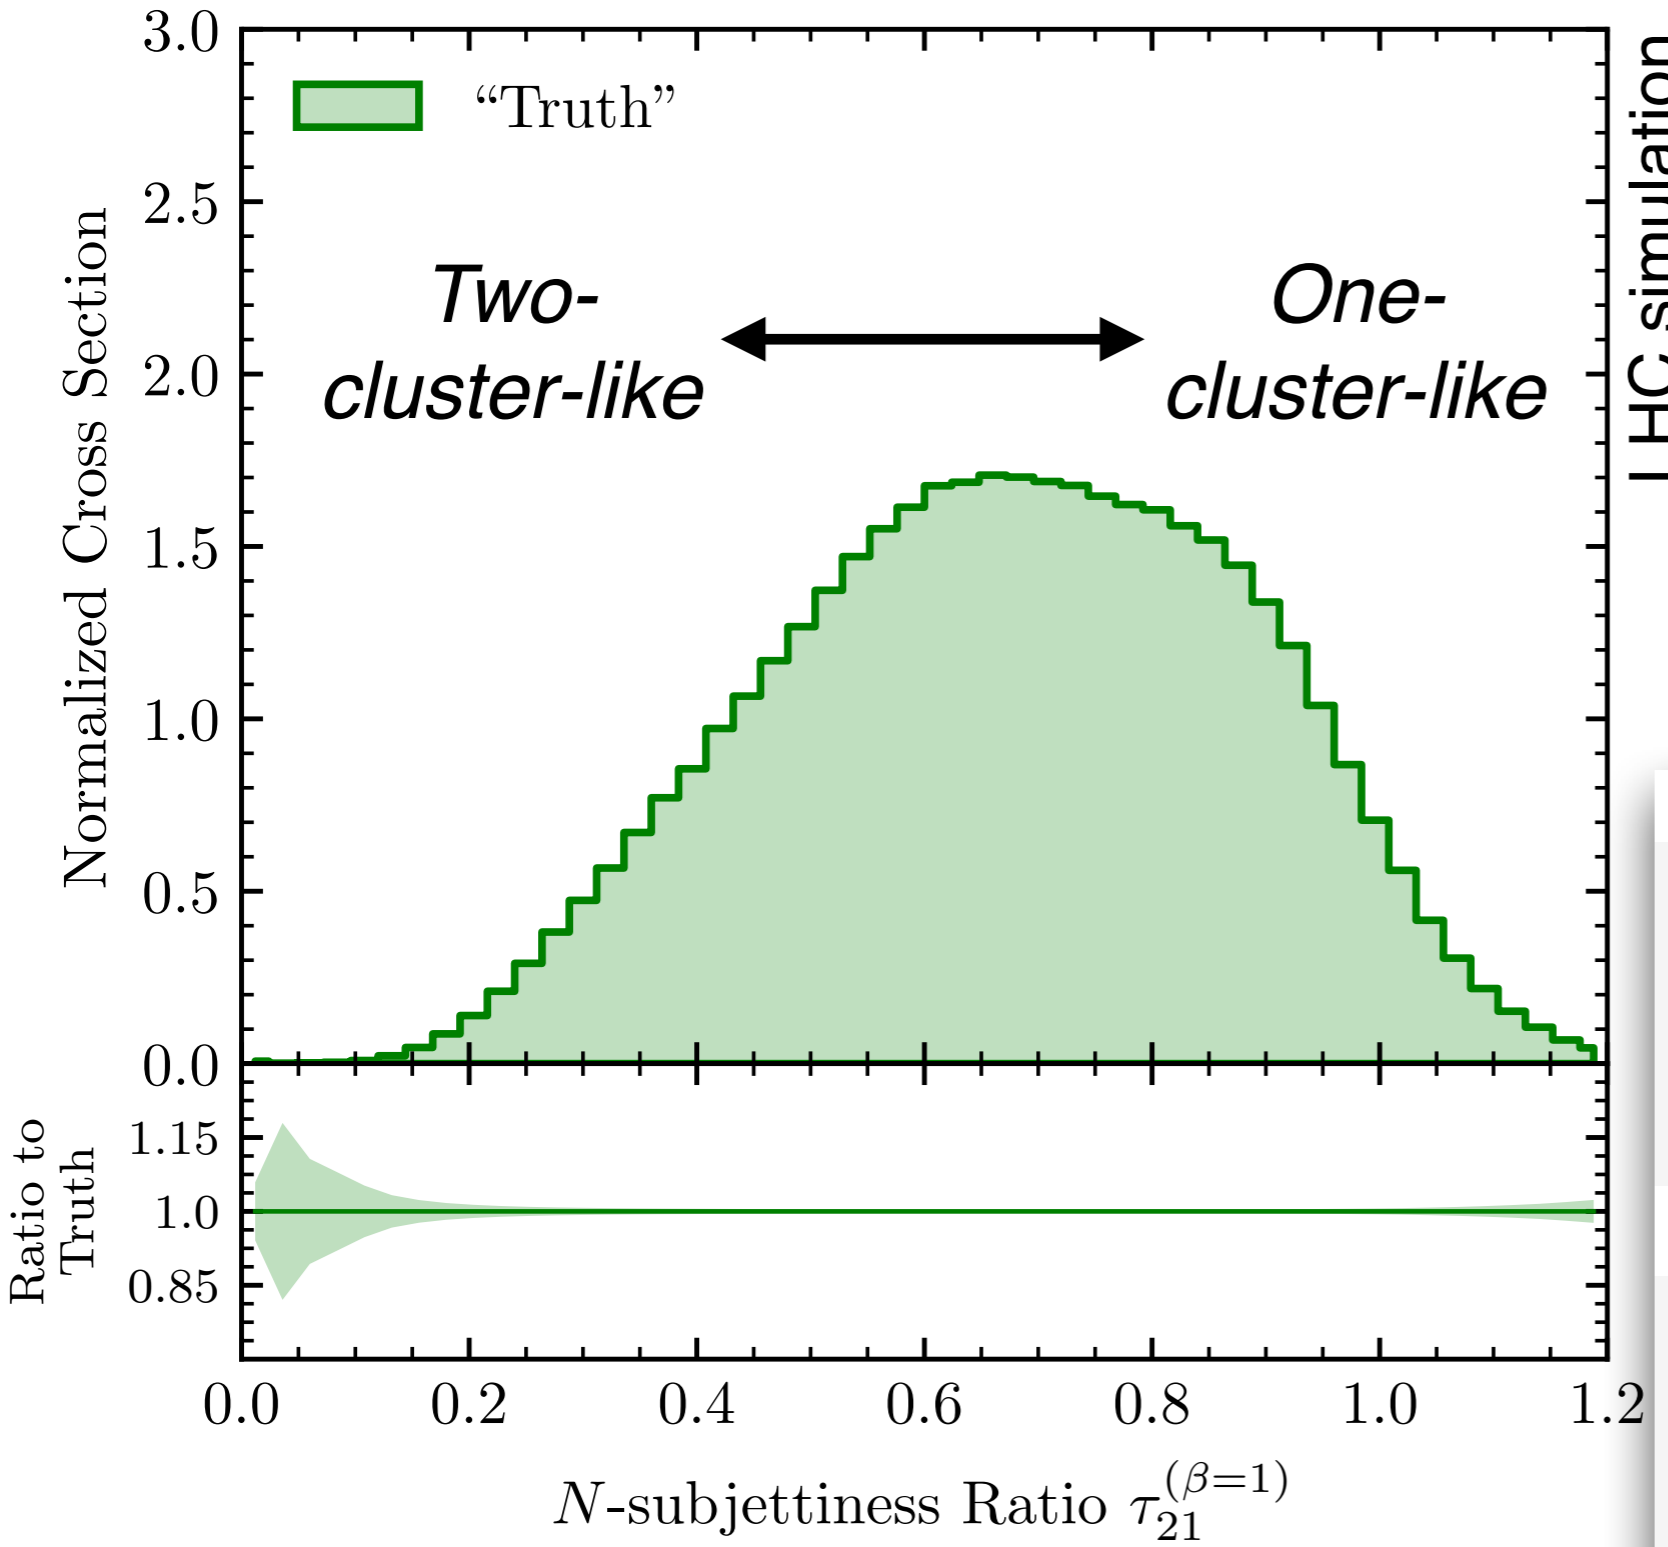 3.0
2.5
2.0
1.5
1.0
0.5
0.0
Normalized Cross Section
“Truth”
Two-
cluster-like
One-
cluster-like
LHC simulation
1.15
1.0
0.85
Ratio to
Truth
0.0 0.2 0.4 0.6 0.8 1.0 1.2
N-subjettiness Ratio τ₂₁^(β=1)